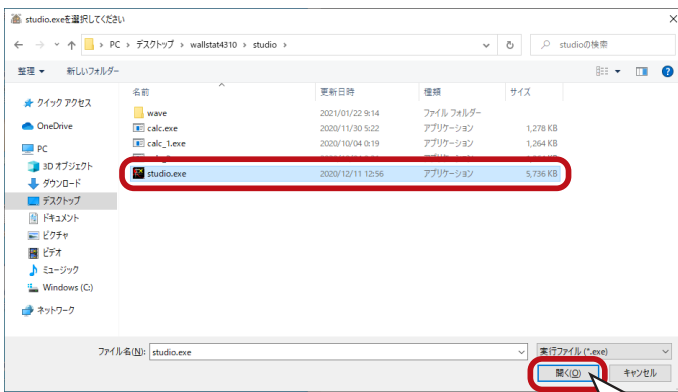 studio.exeを選択してください
PC › デスクトップ › wallstat4310 › studio ›
studioの検索
整理 新しいフォルダー
名前 更新日時 種類 サイズ
クイック アクセス
OneDrive
PC
3D オブジェクト
ダウンロード
デスクトップ
ドキュメント
ピクチャ
ビデオ
ミュージック
Windows (C:)
ネットワーク
wave 2021/01/22 9:14 ファイル フォルダー
calc.exe 2020/11/30 5:22 アプリケーション 1,278 KB
calc_1.exe 2020/10/04 0:19 アプリケーション 1,264 KB
studio.exe 2020/12/11 12:56 アプリケーション 5,736 KB
ファイル名(N): studio.exe
実行ファイル (*.exe)
開く(O) キャンセル